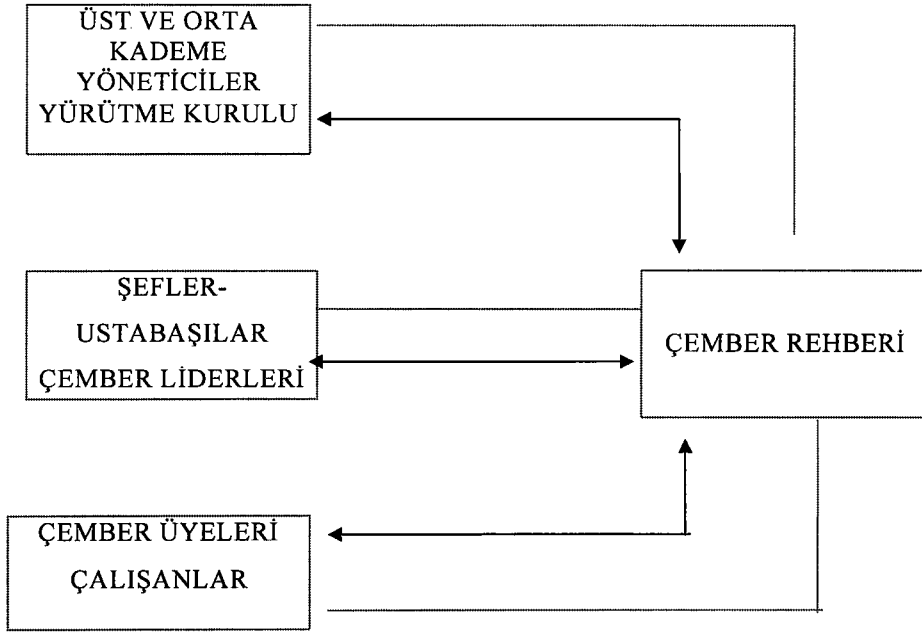 ÜST VE ORTA
KADEME
YÖNETİCİLER
YÜRÜTME KURULU
ŞEFLER-
USTABAŞILAR
ÇEMBER LİDERLERİ
ÇEMBER REHBERİ
ÇEMBER ÜYELERİ
ÇALIŞANLAR